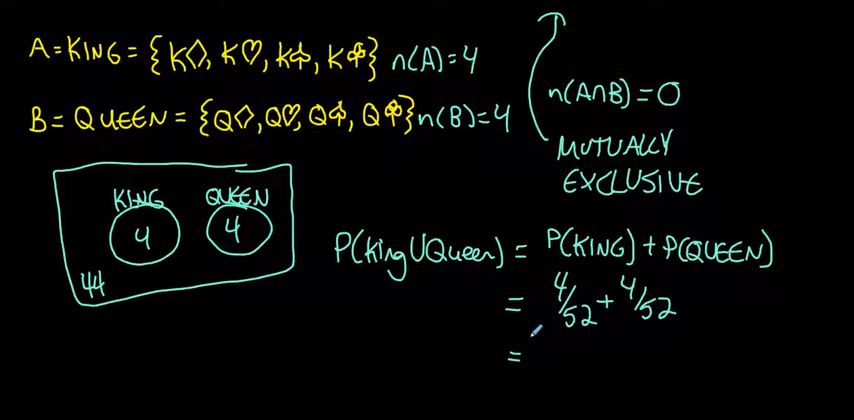 A = KING = {K♢, K♡, K♤, K♧} n(A) = 4
B = QUEEN = {Q♢, Q♡, Q♤, Q♧} n(B) = 4
n(A∩B) = 0
MUTUALLY
EXCLUSIVE
KING QUEEN
4 4
44
P(King∪Queen) = P(KING) + P(QUEEN)
= 4/52 + 4/52
=